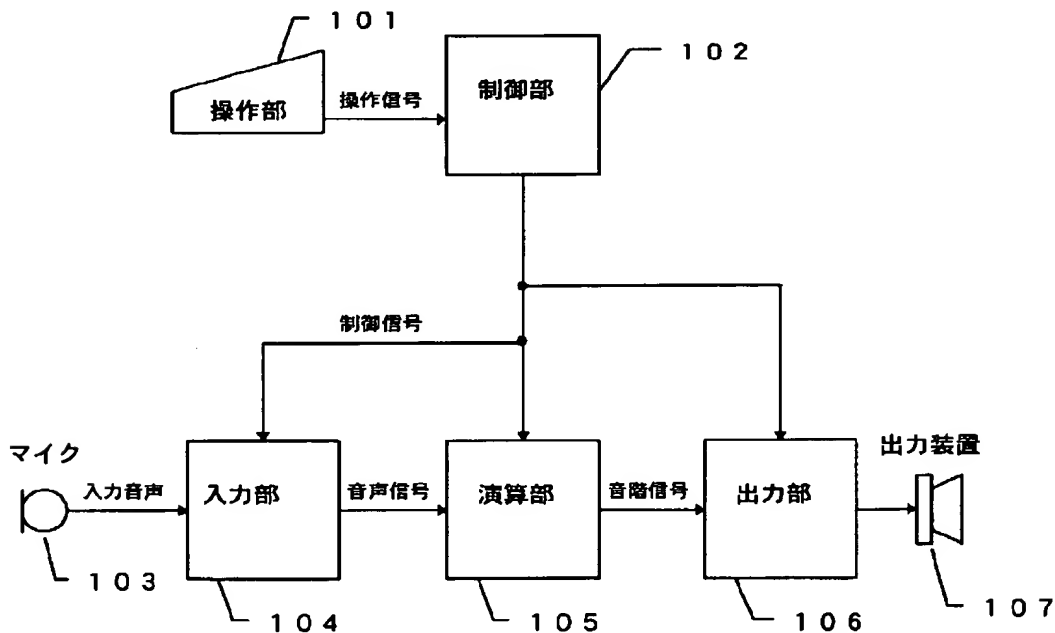 １０１
１０２
操作部
操作信号
制御部
制御信号
マイク
出力装置
入力音声
入力部
音声信号
演算部
音階信号
出力部
１０３
１０４
１０５
１０６
１０７